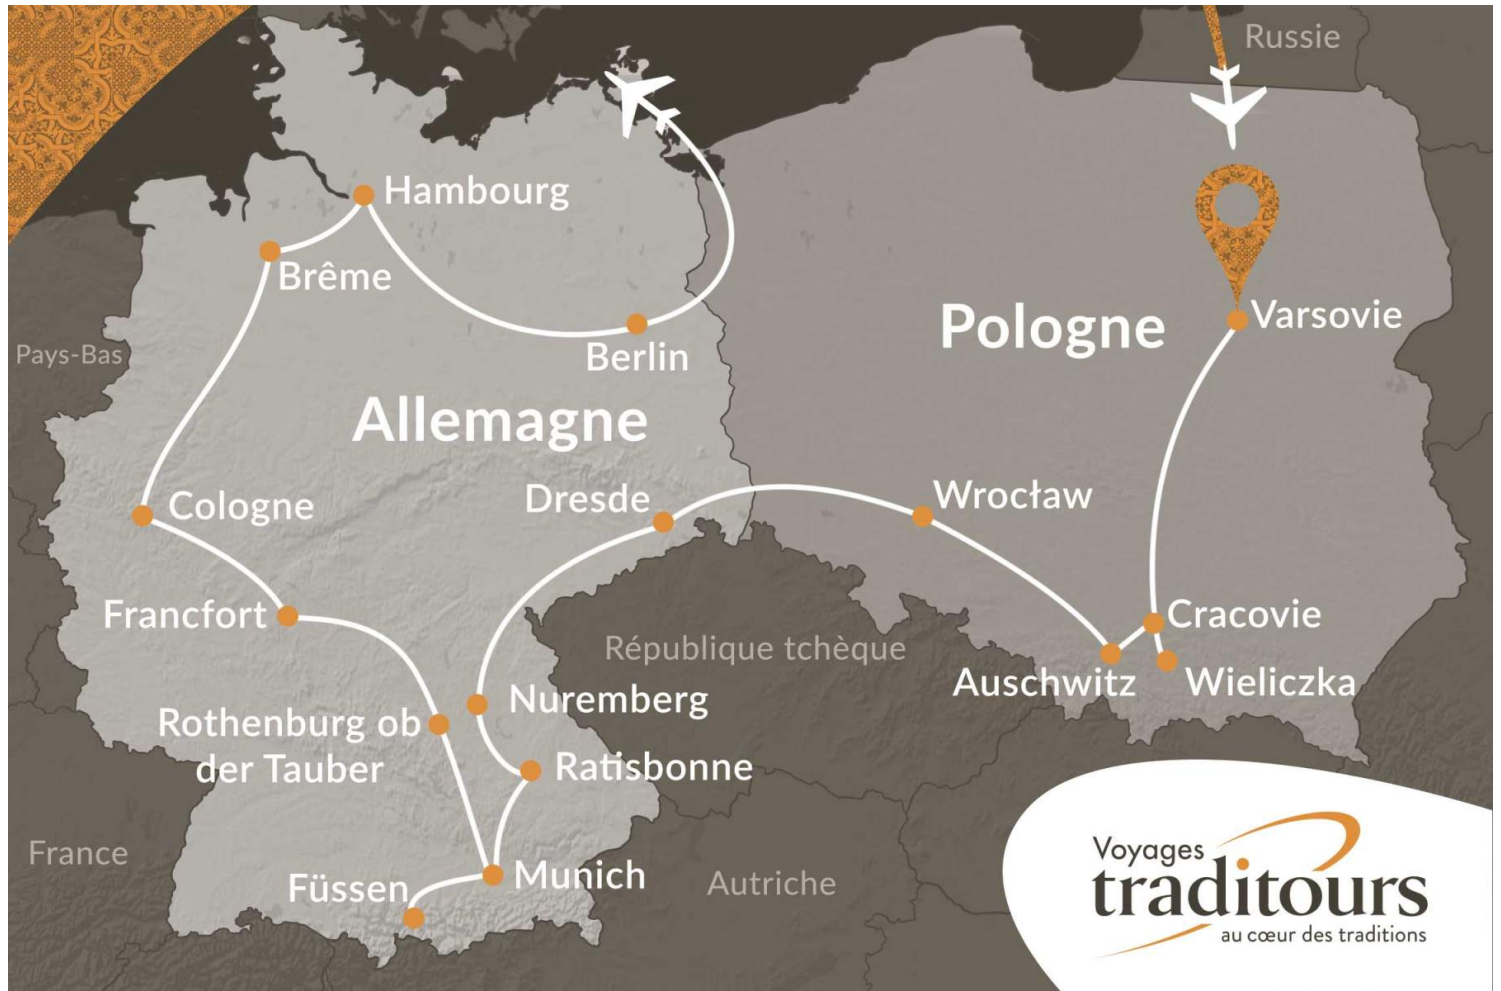 Russie
Hambourg
Brême
Pays-Bas
Berlin
Pologne
Varsovie
Allemagne
Cologne
Dresde
Wrocław
Francfort
République tchèque
Cracovie
Auschwitz
Wieliczka
Nuremberg
Rothenburg ob
der Tauber
Ratisbonne
France
Füssen
Munich
Autriche
Voyages
traditours
au cœur des traditions